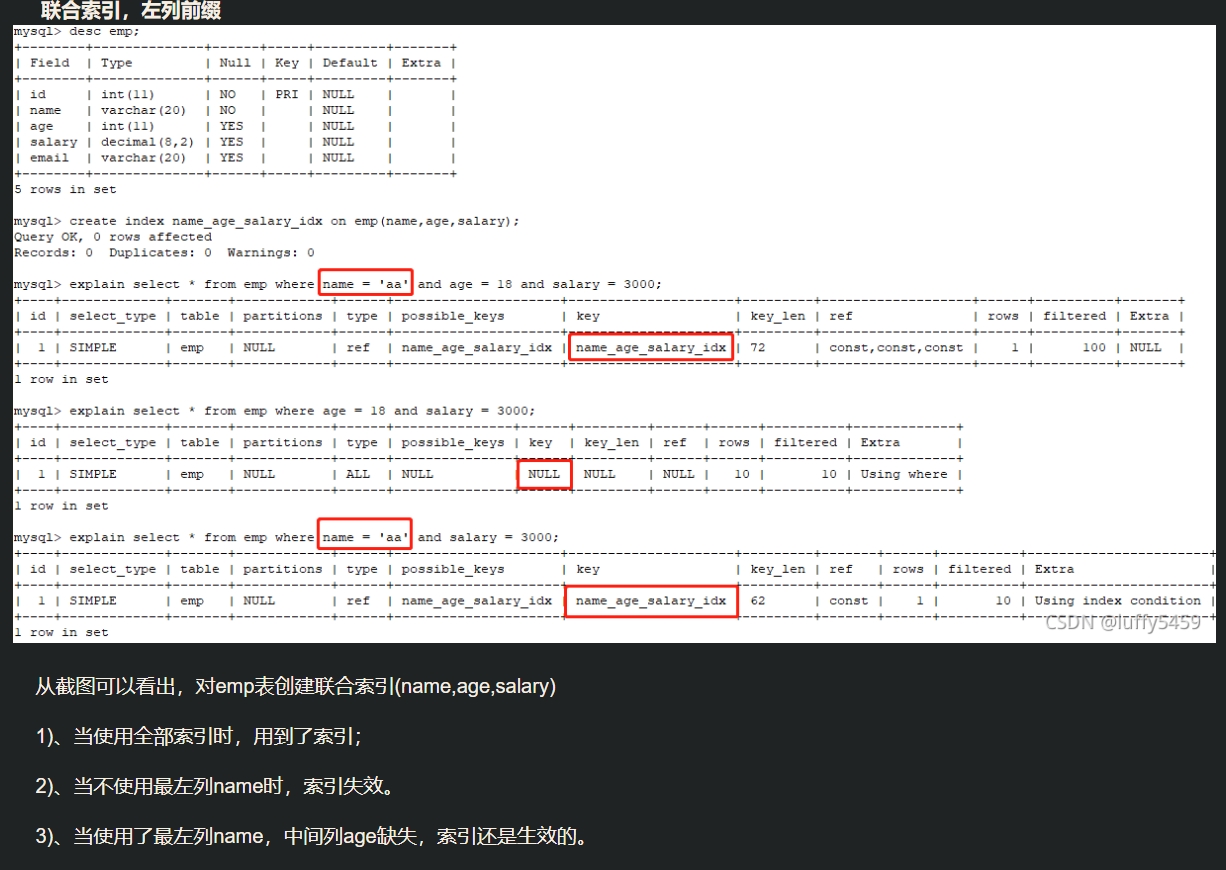 联合索引，左列前缀
mysql> desc emp;
+--------+--------------+------+-----+---------+-------+
| Field | Type | Null | Key | Default | Extra |
+--------+--------------+------+-----+---------+-------+
| id | int(11) | NO | PRI | NULL | |
| name | varchar(20) | NO | | NULL | |
| age | int(11) | YES | | NULL | |
| salary | decimal(8,2) | YES | | NULL | |
| email | varchar(20) | YES | | NULL | |
+--------+--------------+------+-----+---------+-------+
5 rows in set
mysql> create index name_age_salary_idx on emp(name,age,salary);
Query OK, 0 rows affected
Records: 0 Duplicates: 0 Warnings: 0
mysql> explain select * from emp where name = 'aa' and age = 18 and salary = 3000;
+----+-------------+-------+------------+------+---------------------+---------------------+---------+-------------------+------+----------+-------+
| id | select_type | table | partitions | type | possible_keys | key | key_len | ref | rows | filtered | Extra |
+----+-------------+-------+------------+------+---------------------+---------------------+---------+-------------------+------+----------+-------+
| 1 | SIMPLE | emp | NULL | ref | name_age_salary_idx | name_age_salary_idx | 72 | const,const,const | 1 | 100 | NULL |
+----+-------------+-------+------------+------+---------------------+---------------------+---------+-------------------+------+----------+-------+
1 row in set
mysql> explain select * from emp where age = 18 and salary = 3000;
+----+-------------+-------+------------+------+---------------+------+---------+------+------+----------+-------------+
| id | select_type | table | partitions | type | possible_keys | key | key_len | ref | rows | filtered | Extra |
+----+-------------+-------+------------+------+---------------+------+---------+------+------+----------+-------------+
| 1 | SIMPLE | emp | NULL | ALL | NULL | NULL | NULL | NULL | 10 | 10 | Using where |
+----+-------------+-------+------------+------+---------------+------+---------+------+------+----------+-------------+
1 row in set
mysql> explain select * from emp where name = 'aa' and salary = 3000;
+----+-------------+-------+------------+------+---------------------+---------------------+---------+-------+------+----------+-----------------------+
| id | select_type | table | partitions | type | possible_keys | key | key_len | ref | rows | filtered | Extra |
+----+-------------+-------+------------+------+---------------------+---------------------+---------+-------+------+----------+-----------------------+
| 1 | SIMPLE | emp | NULL | ref | name_age_salary_idx | name_age_salary_idx | 62 | const | 1 | 10 | Using index condition |
+----+-------------+-------+------------+------+---------------------+---------------------+---------+-------+------+----------+-----------------------+
CSDN @luffy5459
1 row in set
从截图可以看出，对emp表创建联合索引(name,age,salary)
1)、当使用全部索引时，用到了索引；
2)、当不使用最左列name时，索引失效。
3)、当使用了最左列name，中间列age缺失，索引还是生效的。